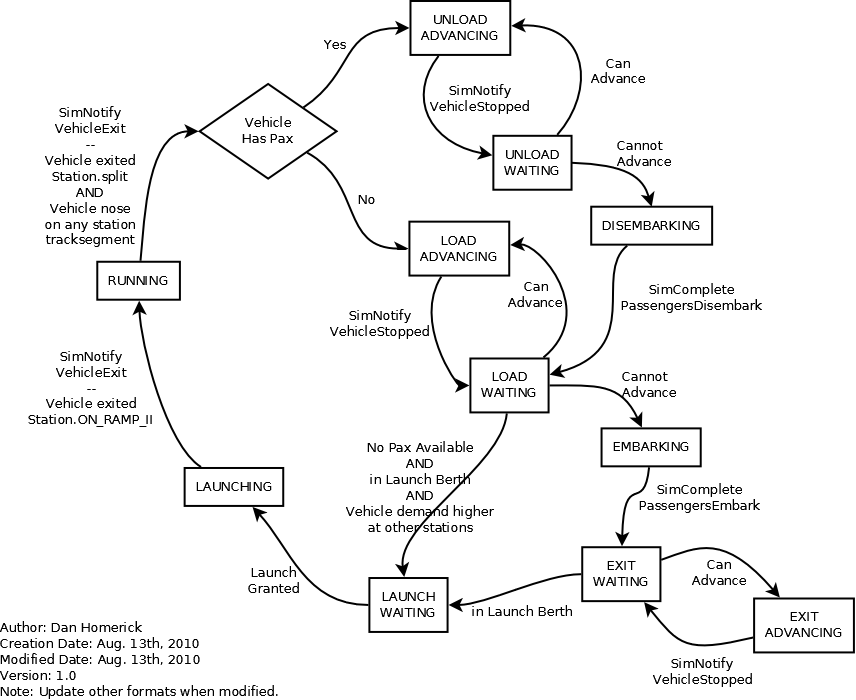 UNLOAD
ADVANCING
Yes
Can
Advance
SimNotify
VehicleStopped
SimNotify
VehicleExit
--
Vehicle exited
Station.split
AND
Vehicle nose
on any station
tracksegment
Vehicle
Has Pax
UNLOAD
WAITING
Cannot
Advance
No
DISEMBARKING
LOAD
ADVANCING
RUNNING
Can
Advance
SimComplete
PassengersDisembark
SimNotify
VehicleStopped
SimNotify
VehicleExit
--
Vehicle exited
Station.ON_RAMP_II
LOAD
WAITING
Cannot
Advance
EMBARKING
No Pax Available
AND
in Launch Berth
AND
Vehicle demand higher
at other stations
LAUNCHING
SimComplete
PassengersEmbark
Launch
Granted
EXIT
WAITING
Can
Advance
LAUNCH
WAITING
in Launch Berth
EXIT
ADVANCING
SimNotify
VehicleStopped
Author: Dan Homerick
Creation Date: Aug. 13th, 2010
Modified Date: Aug. 13th, 2010
Version: 1.0
Note: Update other formats when modified.